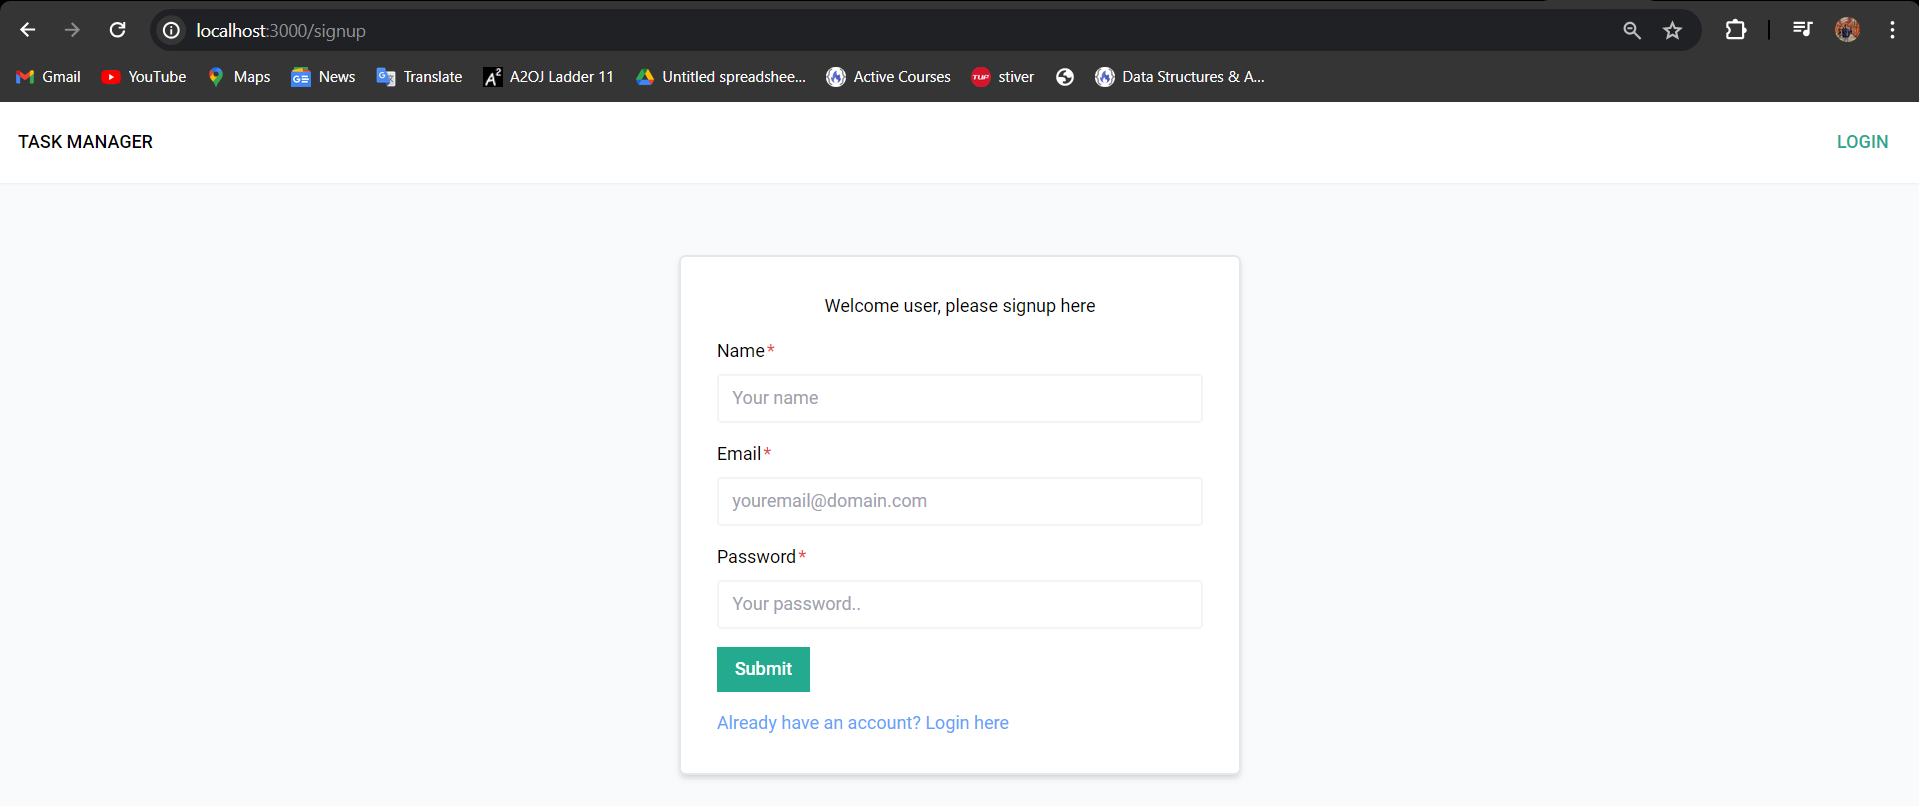 localhost:3000/signup
Gmail YouTube Maps News Translate A2OJ Ladder 11 Untitled spreadshee... Active Courses stiver Data Structures & A...
TASK MANAGER LOGIN
Welcome user, please signup here
Name*
Your name
Email*
youremail@domain.com
Password*
Your password..
Submit
Already have an account? Login here